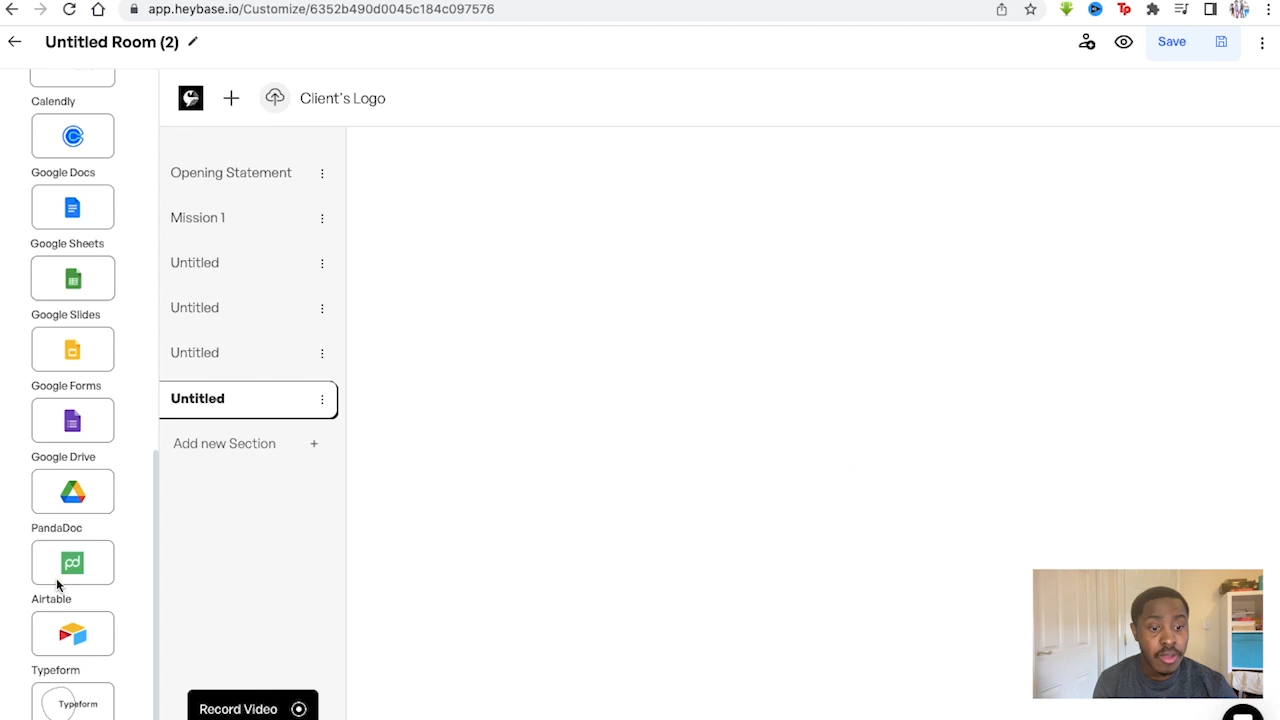 app.heybase.io/Customize/6352b490d0045c184c097576
Untitled Room (2)
Save
Client's Logo
Calendly
Google Docs
Google Sheets
Google Slides
Google Forms
Google Drive
PandaDoc
pd
Airtable
Typeform
Typeform
Opening Statement
Mission 1
Untitled
Untitled
Untitled
Untitled
Add new Section +
Record Video